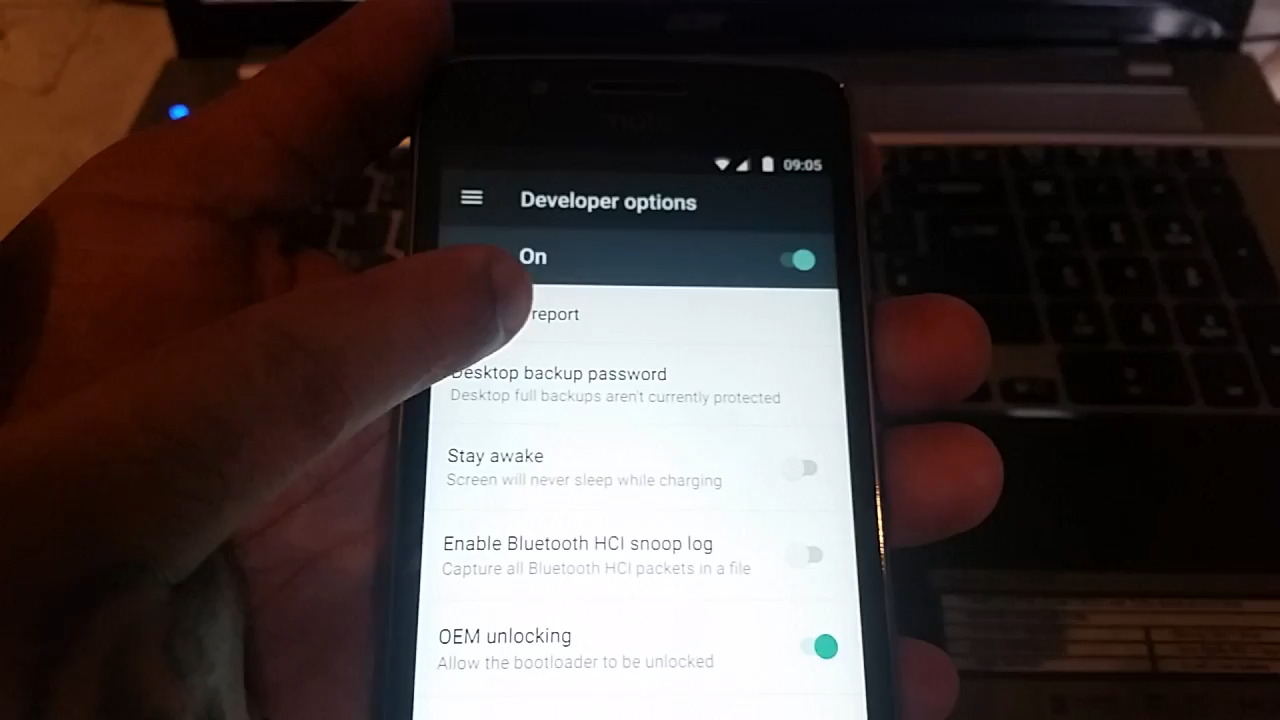 09:05
Developer options
On
report
Desktop backup password
Desktop full backups aren't currently protected
Stay awake
Screen will never sleep while charging
Enable Bluetooth HCI snoop log
Capture all Bluetooth HCI packets in a file
OEM unlocking
Allow the bootloader to be unlocked